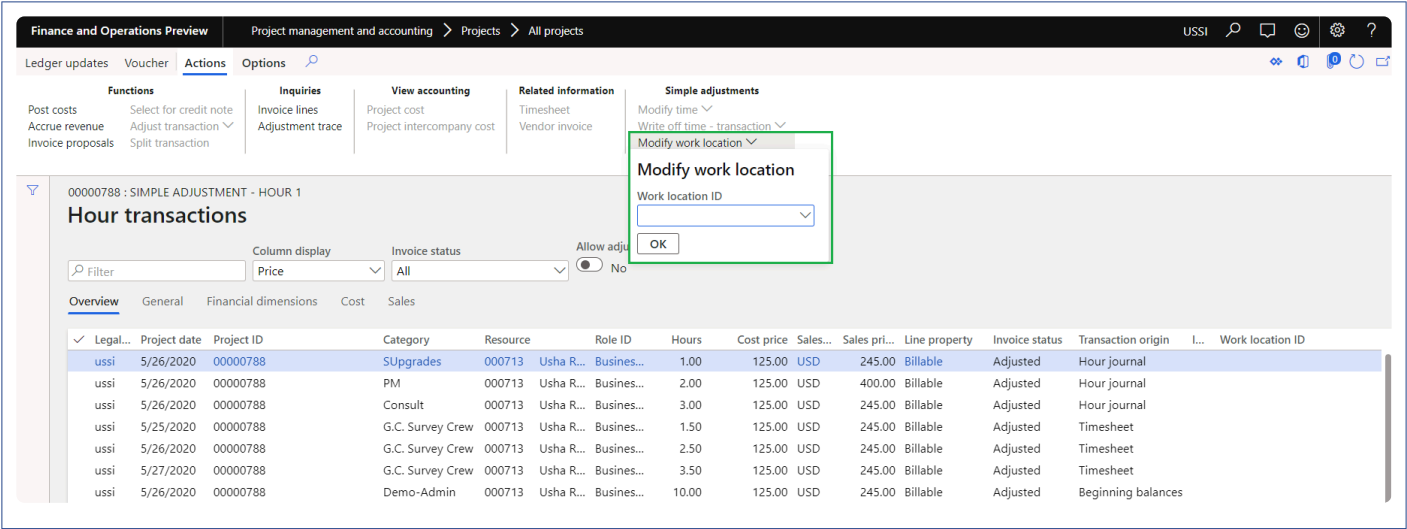 Finance and Operations Preview Project management and accounting > Projects > All projects USSI ?
Ledger updates Voucher Actions Options 0
Functions Inquiries View accounting Related information Simple adjustments
Post costs Select for credit note Invoice lines Project cost Timesheet Modify time
Accrue revenue Adjust transaction Adjustment trace Project intercompany cost Vendor invoice Write off time - transaction
Invoice proposals Split transaction Modify work location
Modify work location
Work location ID
OK
00000788 : SIMPLE ADJUSTMENT - HOUR 1
Hour transactions
Column display Invoice status Allow adju
Filter Price All No
Overview General Financial dimensions Cost Sales
Legal... Project date Project ID Category Resource Role ID Hours Cost price Sales... Sales pri... Line property Invoice status Transaction origin I... Work location ID
ussi 5/26/2020 00000788 SUpgrades 000713 Usha R... Busines... 1.00 125.00 USD 245.00 Billable Adjusted Hour journal
ussi 5/26/2020 00000788 PM 000713 Usha R... Busines... 2.00 125.00 USD 400.00 Billable Adjusted Hour journal
ussi 5/26/2020 00000788 Consult 000713 Usha R... Busines... 3.00 125.00 USD 245.00 Billable Adjusted Hour journal
ussi 5/25/2020 00000788 G.C. Survey Crew 000713 Usha R... Busines... 1.50 125.00 USD 245.00 Billable Adjusted Timesheet
ussi 5/26/2020 00000788 G.C. Survey Crew 000713 Usha R... Busines... 2.50 125.00 USD 245.00 Billable Adjusted Timesheet
ussi 5/27/2020 00000788 G.C. Survey Crew 000713 Usha R... Busines... 3.50 125.00 USD 245.00 Billable Adjusted Timesheet
ussi 5/26/2020 00000788 Demo-Admin 000713 Usha R... Busines... 10.00 125.00 USD 245.00 Billable Adjusted Beginning balances